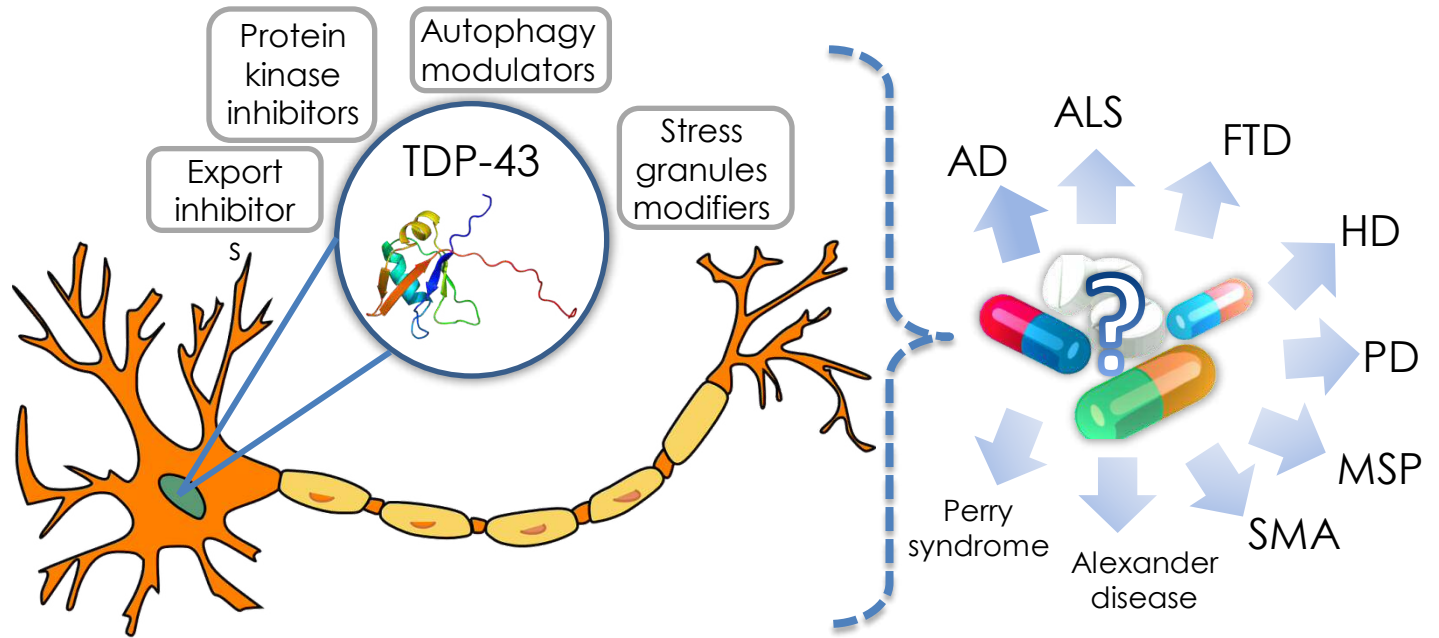 Protein
kinase
inhibitors
Autophagy
modulators
Export
inhibitor
s
TDP-43
Stress
granules
modifiers
AD
ALS
FTD
HD
PD
MSP
SMA
Alexander
disease
Perry
syndrome
?